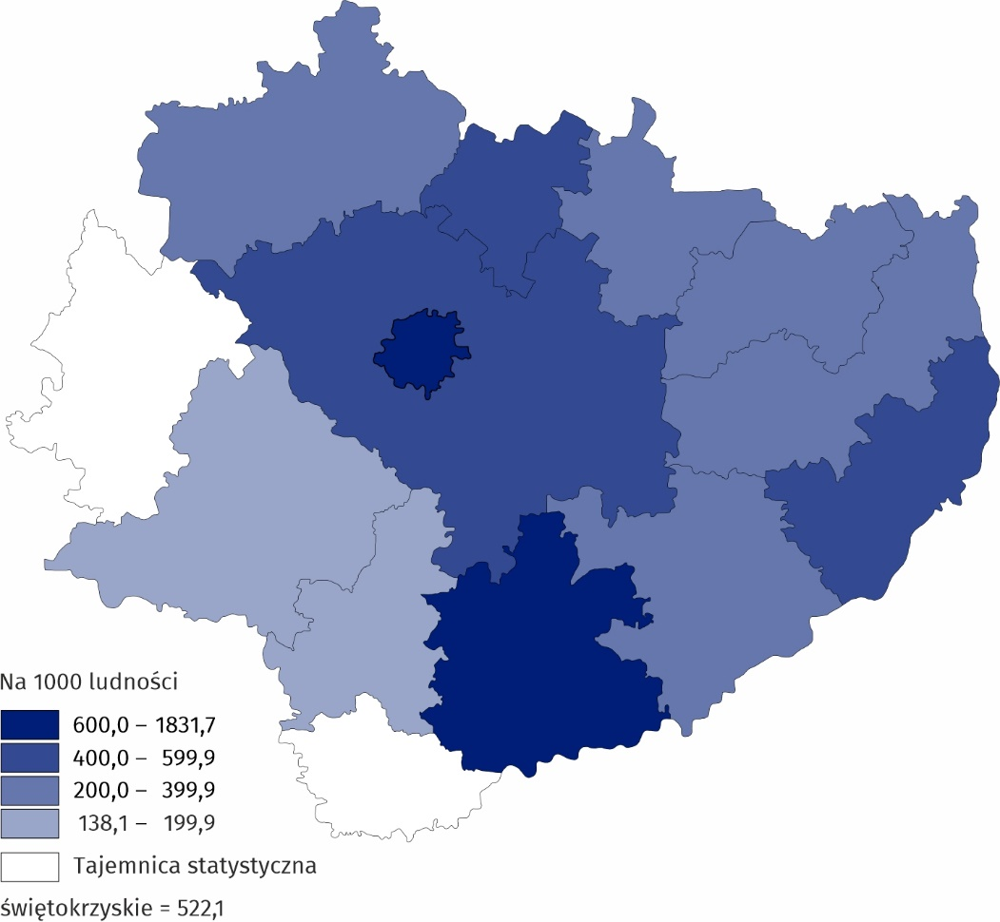 Na 1000 ludności
600,0 – 1831,7
400,0 – 599,9
200,0 – 399,9
138,1 – 199,9
Tajemnica statystyczna
świętokrzyskie = 522,1